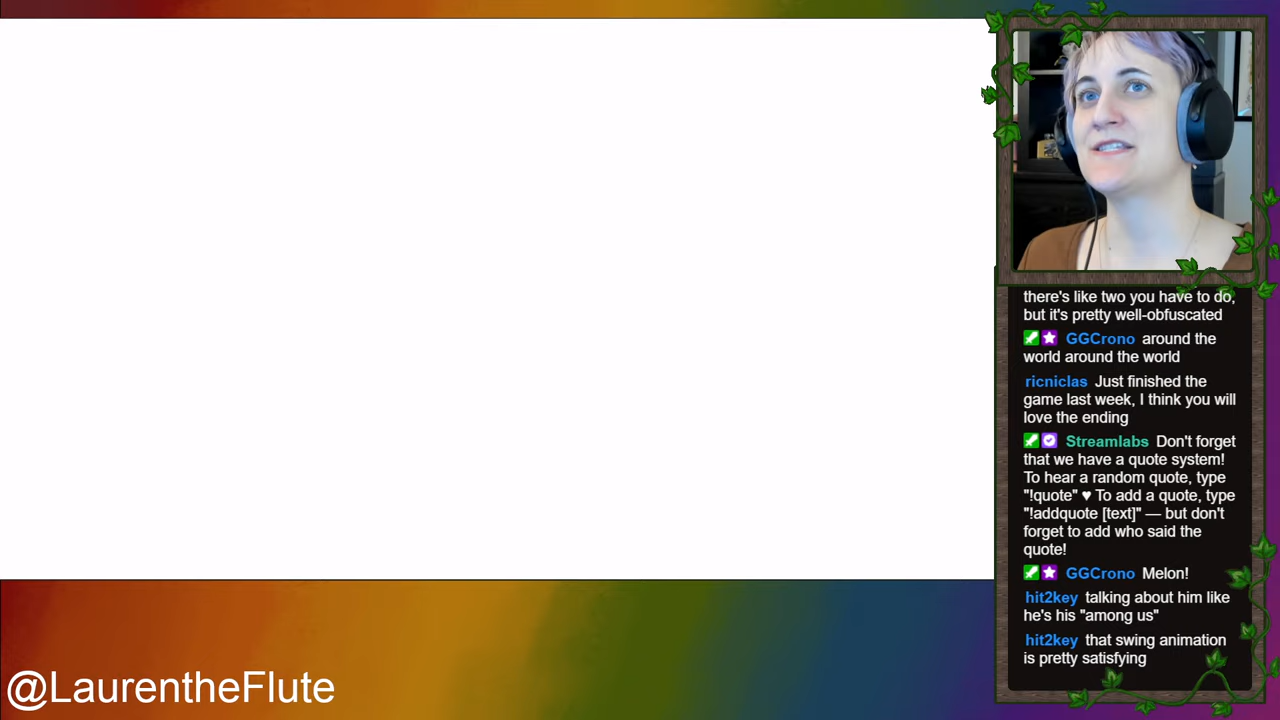 there's like two you have to do,
but it's pretty well-obfuscated
GGCrono around the
world around the world
ricniclas Just finished the
game last week, I think you will
love the ending
Streamlabs Don't forget
that we have a quote system!
To hear a random quote, type
"!quote" ♥ To add a quote, type
"!addquote [text]" — but don't
forget to add who said the
quote!
GGCrono Melon!
hit2key talking about him like
he's his "among us"
hit2key that swing animation
is pretty satisfying
@LaurentheFlute